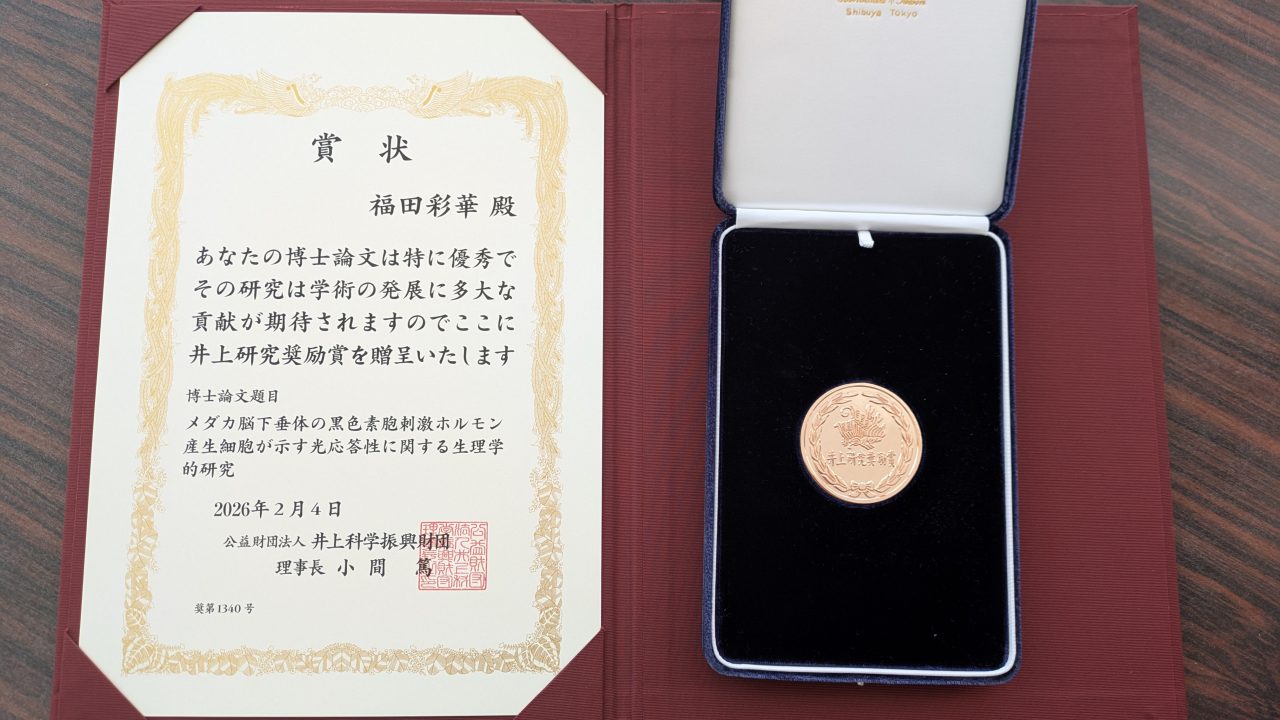 賞 状
福田彩華 殿
あなたの博士論文は特に優秀で
その研究は学術の発展に多大な
貢献が期待されますのでここに
井上研究奨励賞を贈呈いたします
博士論文題目
メダカ脳下垂体の黒色素胞刺激ホルモン
産生細胞が示す光応答性に関する生理学
的研究
2026年2月4日
公益財団法人 井上科学振興財団
理事長 小間 篤
奨第1340号
Shibuya Tokyo
井上研究奨励賞